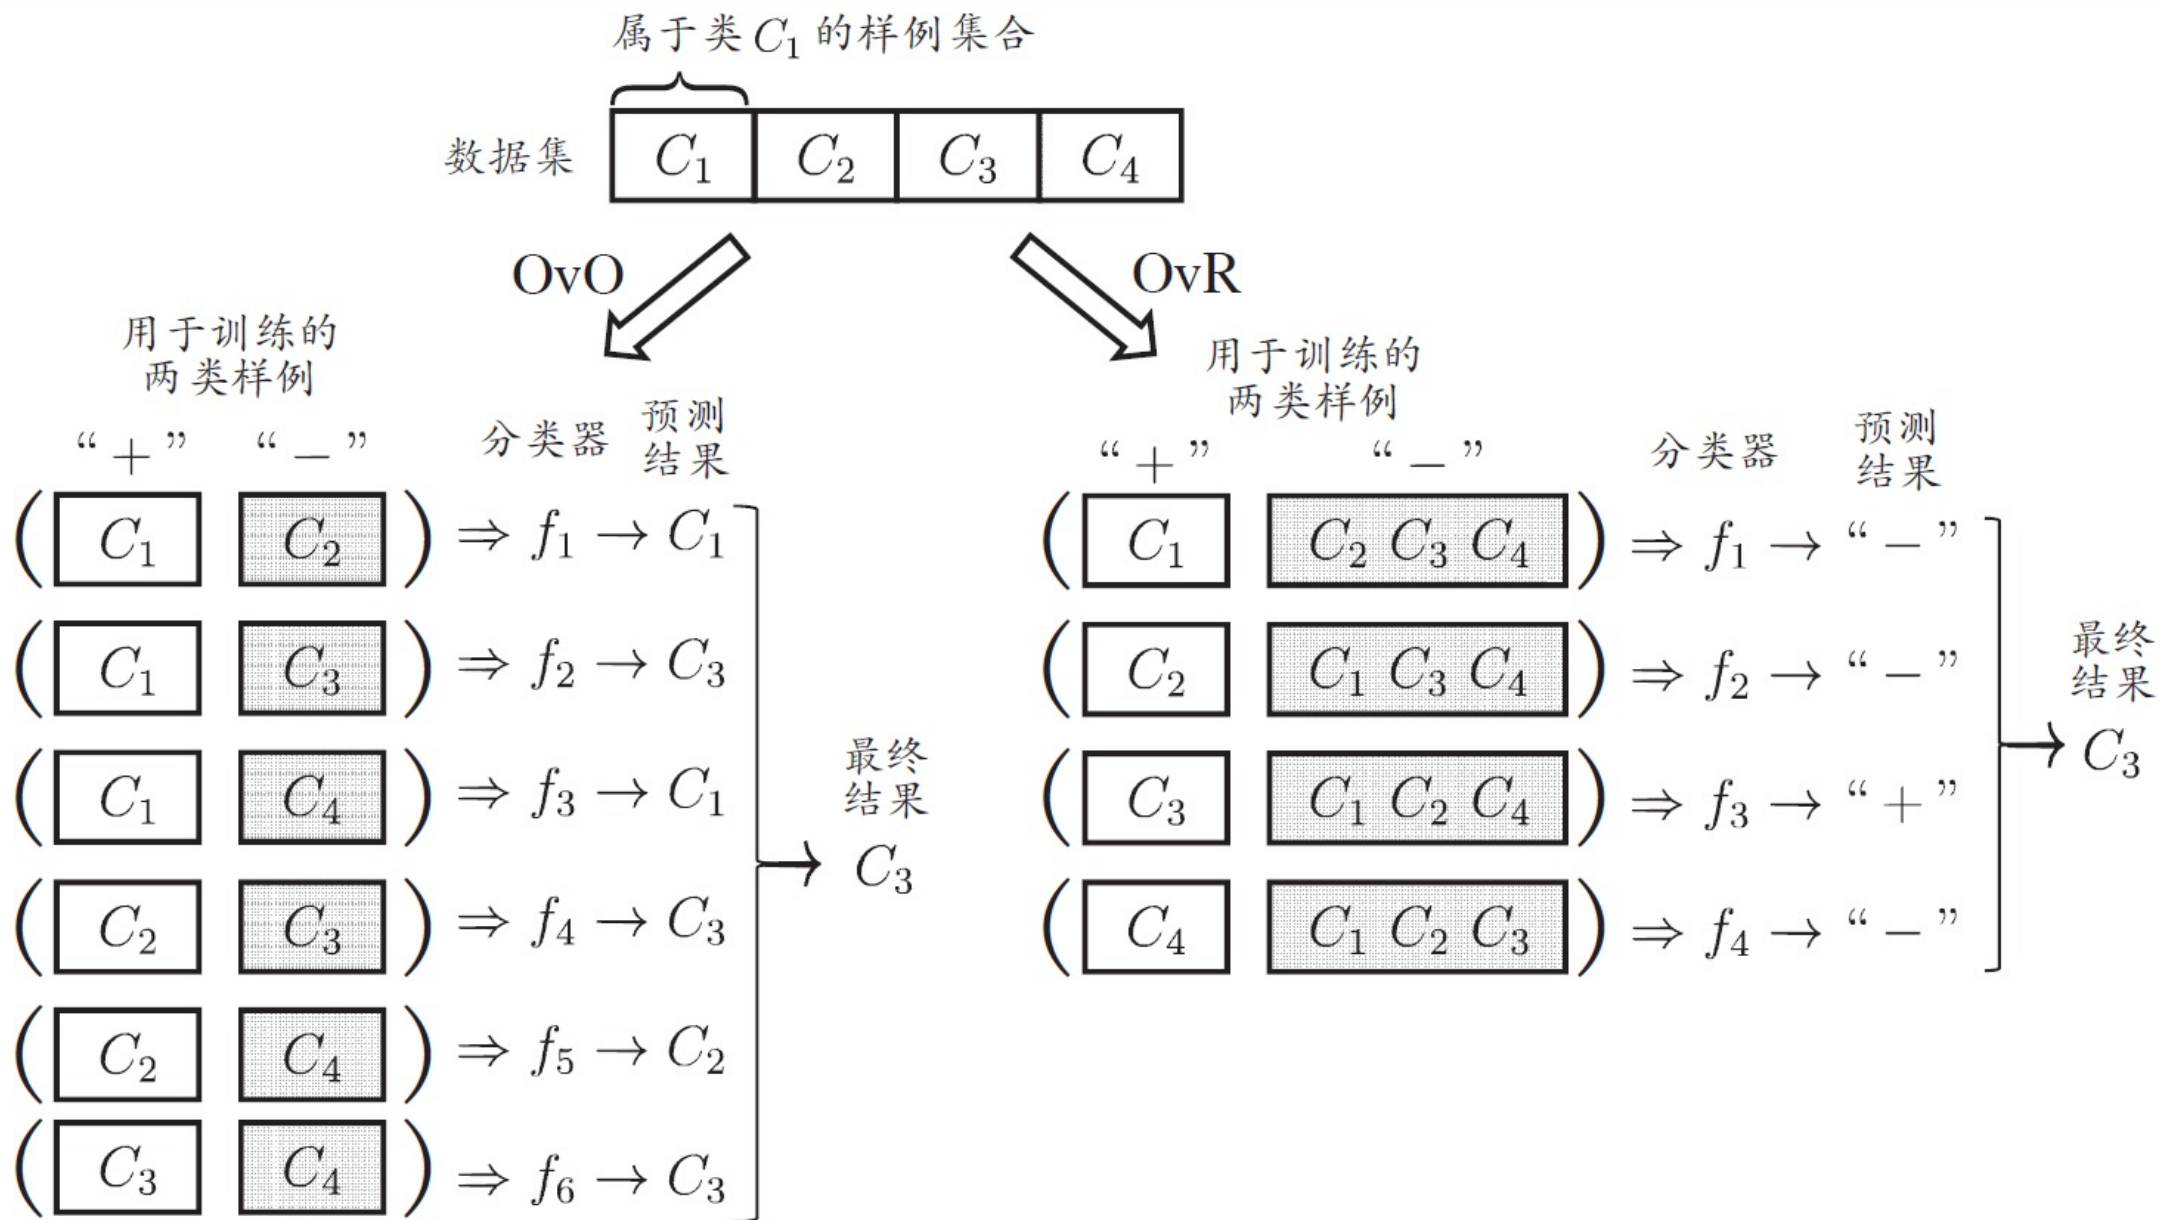 属于类 C₁ 的样例集合
数据集 C₁ C₂ C₃ C₄
OvO
用于训练的
两类样例
“+” “−” 分类器 预测
结果
( C₁ C₂ ) ⇒ f₁ → C₁
( C₁ C₃ ) ⇒ f₂ → C₃
( C₁ C₄ ) ⇒ f₃ → C₁
( C₂ C₃ ) ⇒ f₄ → C₃
( C₂ C₄ ) ⇒ f₅ → C₂
( C₃ C₄ ) ⇒ f₆ → C₃
最终
结果
C₃
OvR
用于训练的
两类样例
“+” “−” 分类器 预测
结果
( C₁ C₂ C₃ C₄ ) ⇒ f₁ → “−”
( C₂ C₁ C₃ C₄ ) ⇒ f₂ → “−”
( C₃ C₁ C₂ C₄ ) ⇒ f₃ → “+”
( C₄ C₁ C₂ C₃ ) ⇒ f₄ → “−”
最终
结果
C₃